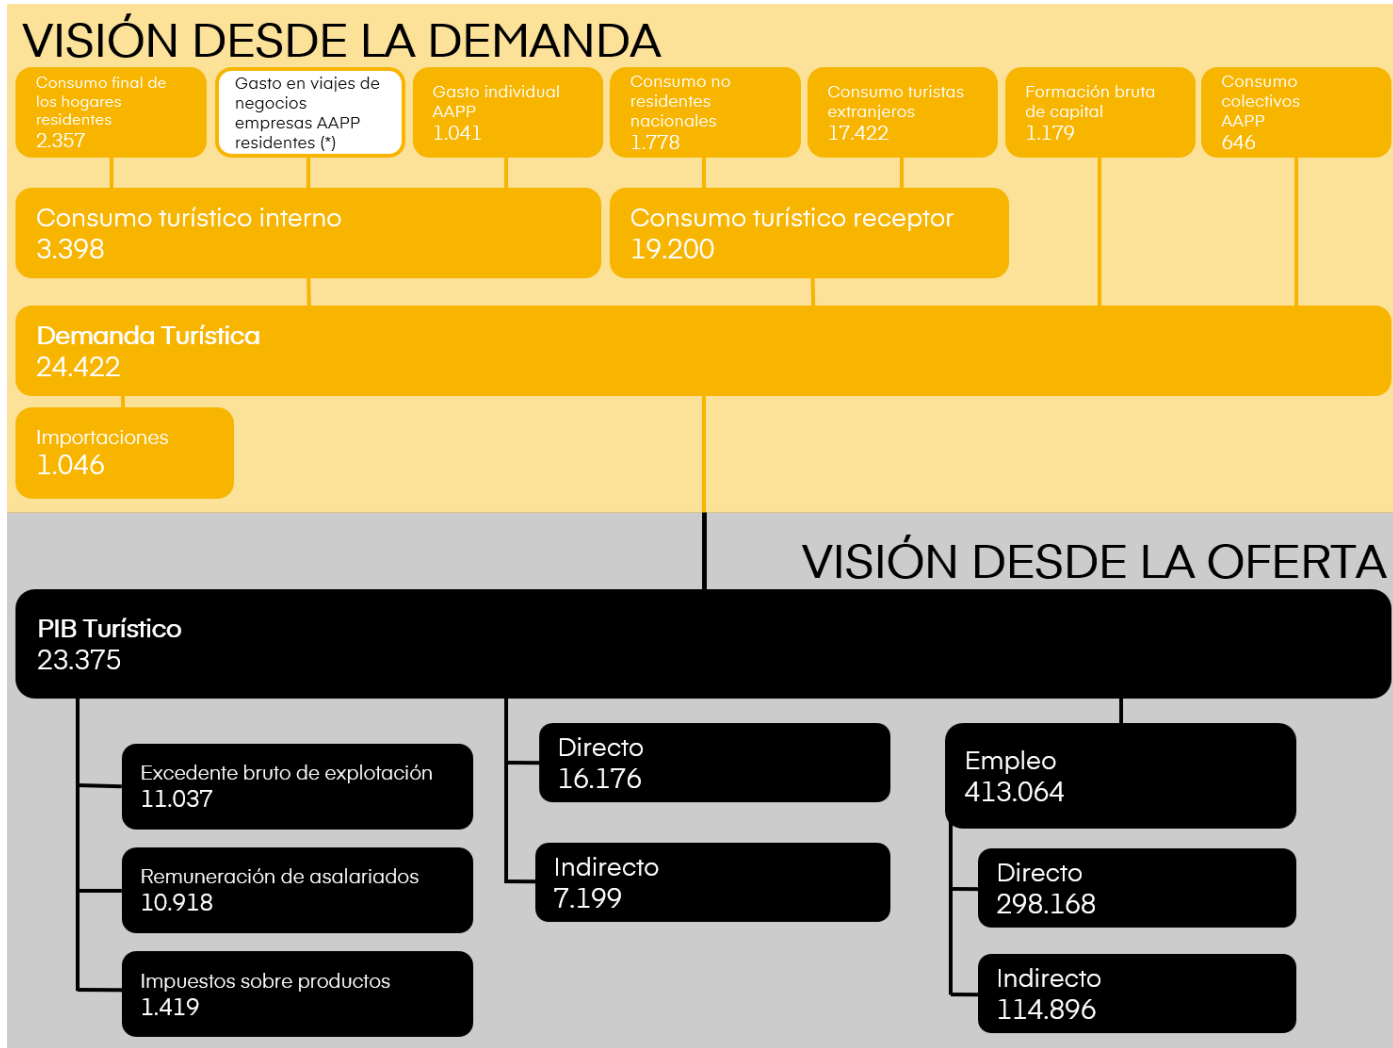 VISIÓN DESDE LA DEMANDA
Consumo final de
los hogares
residentes
2.357
Gasto en viajes de
negocios
empresas AAPP
residentes (*)
Gasto individual
AAPP
1.041
Consumo no
residentes
nacionales
1.778
Consumo turistas
extranjeros
17.422
Formación bruta
de capital
1.179
Consumo
colectivos
AAPP
646
Consumo turístico interno
3.398
Consumo turístico receptor
19.200
Demanda Turística
24.422
Importaciones
1.046
VISIÓN DESDE LA OFERTA
PIB Turístico
23.375
Excedente bruto de explotación
11.037
Remuneración de asalariados
10.918
Impuestos sobre productos
1.419
Directo
16.176
Indirecto
7.199
Empleo
413.064
Directo
298.168
Indirecto
114.896